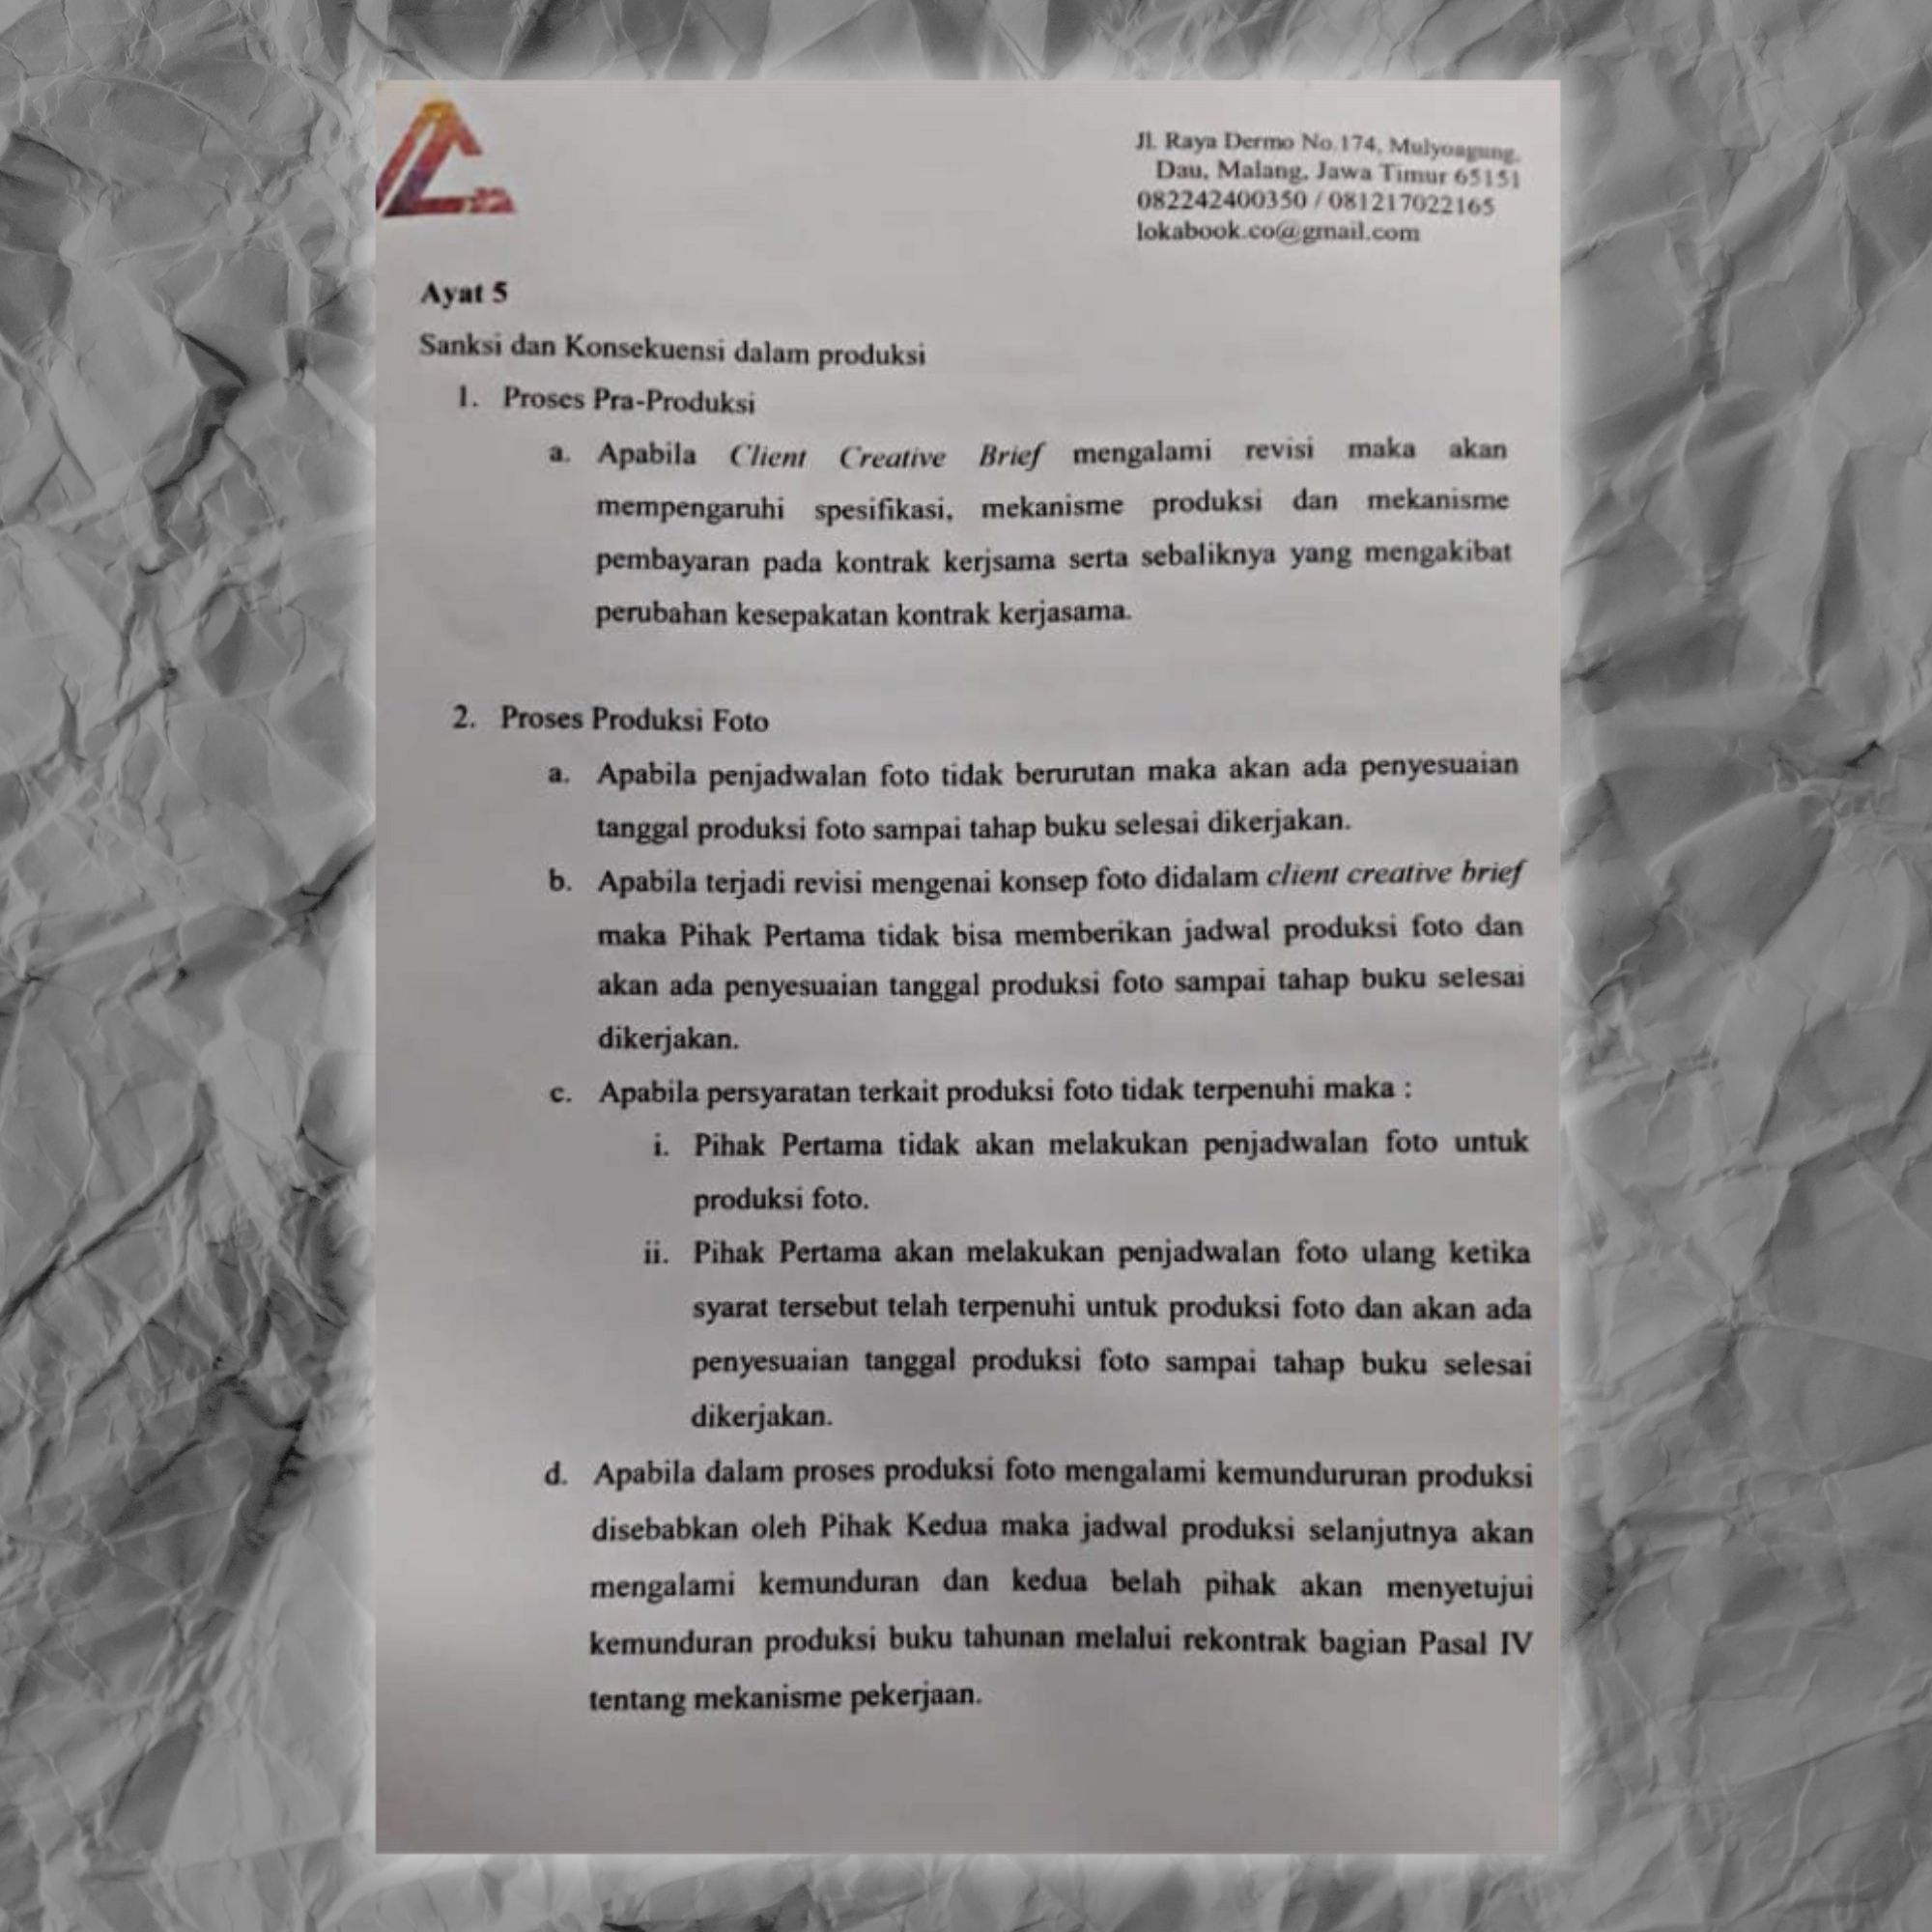 Jl. Raya Dermo No.174, Mulyoagung,
Dau, Malang, Jawa Timur 65151
082242400350 / 081217022165
lokabook.co@gmail.com
Ayat 5
Sanksi dan Konsekuensi dalam produksi
1. Proses Pra-Produksi
a. Apabila Client Creative Brief mengalami revisi maka akan
mempengaruhi spesifikasi, mekanisme produksi dan mekanisme
pembayaran pada kontrak kerjsama serta sebaliknya yang mengakibat
perubahan kesepakatan kontrak kerjasama.
2. Proses Produksi Foto
a. Apabila penjadwalan foto tidak berurutan maka akan ada penyesuaian
tanggal produksi foto sampai tahap buku selesai dikerjakan.
b. Apabila terjadi revisi mengenai konsep foto didalam client creative brief
maka Pihak Pertama tidak bisa memberikan jadwal produksi foto dan
akan ada penyesuaian tanggal produksi foto sampai tahap buku selesai
dikerjakan.
c. Apabila persyaratan terkait produksi foto tidak terpenuhi maka :
i. Pihak Pertama tidak akan melakukan penjadwalan foto untuk
produksi foto.
ii. Pihak Pertama akan melakukan penjadwalan foto ulang ketika
syarat tersebut telah terpenuhi untuk produksi foto dan akan ada
penyesuaian tanggal produksi foto sampai tahap buku selesai
dikerjakan.
d. Apabila dalam proses produksi foto mengalami kemundururan produksi
disebabkan oleh Pihak Kedua maka jadwal produksi selanjutnya akan
mengalami kemunduran dan kedua belah pihak akan menyetujui
kemunduran produksi buku tahunan melalui rekontrak bagian Pasal IV
tentang mekanisme pekerjaan.